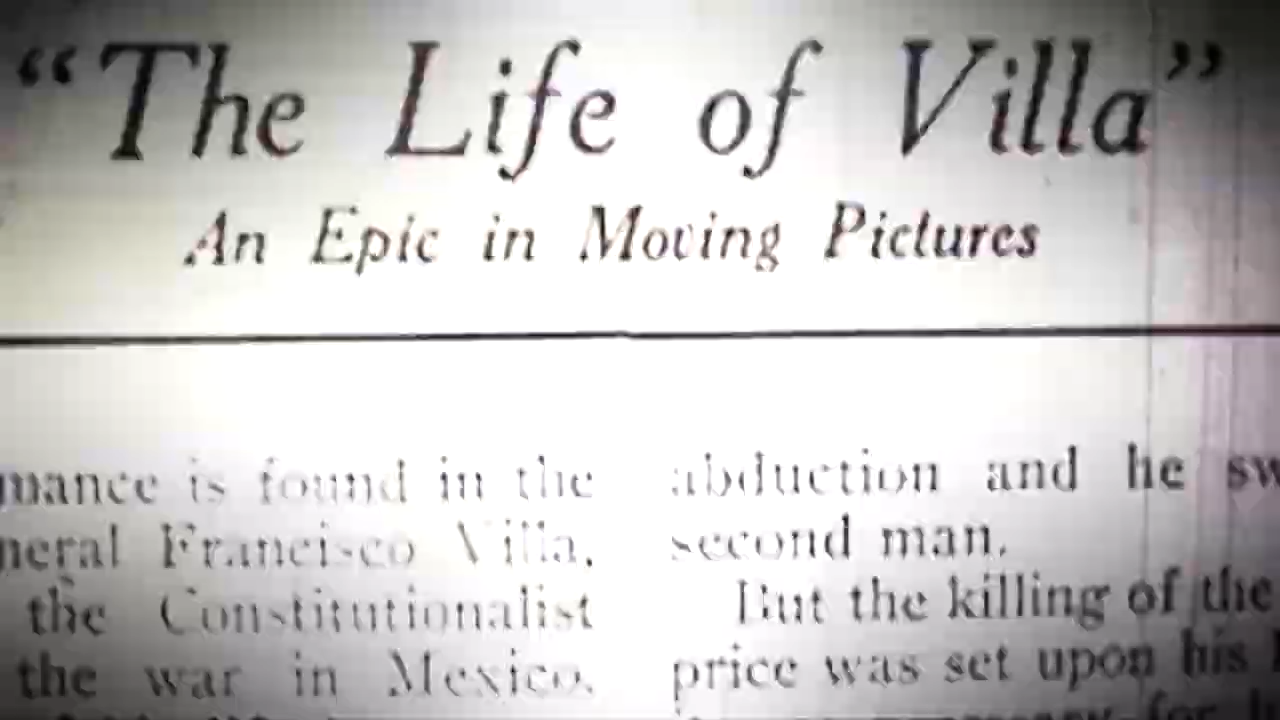 “The Life of Villa”
An Epic in Moving Pictures
mance is found in the
neral Francisco Villa,
the Constitutionalist
the war in Mexico.
abduction and he sw
second man.
But the killing of the
price was set upon his